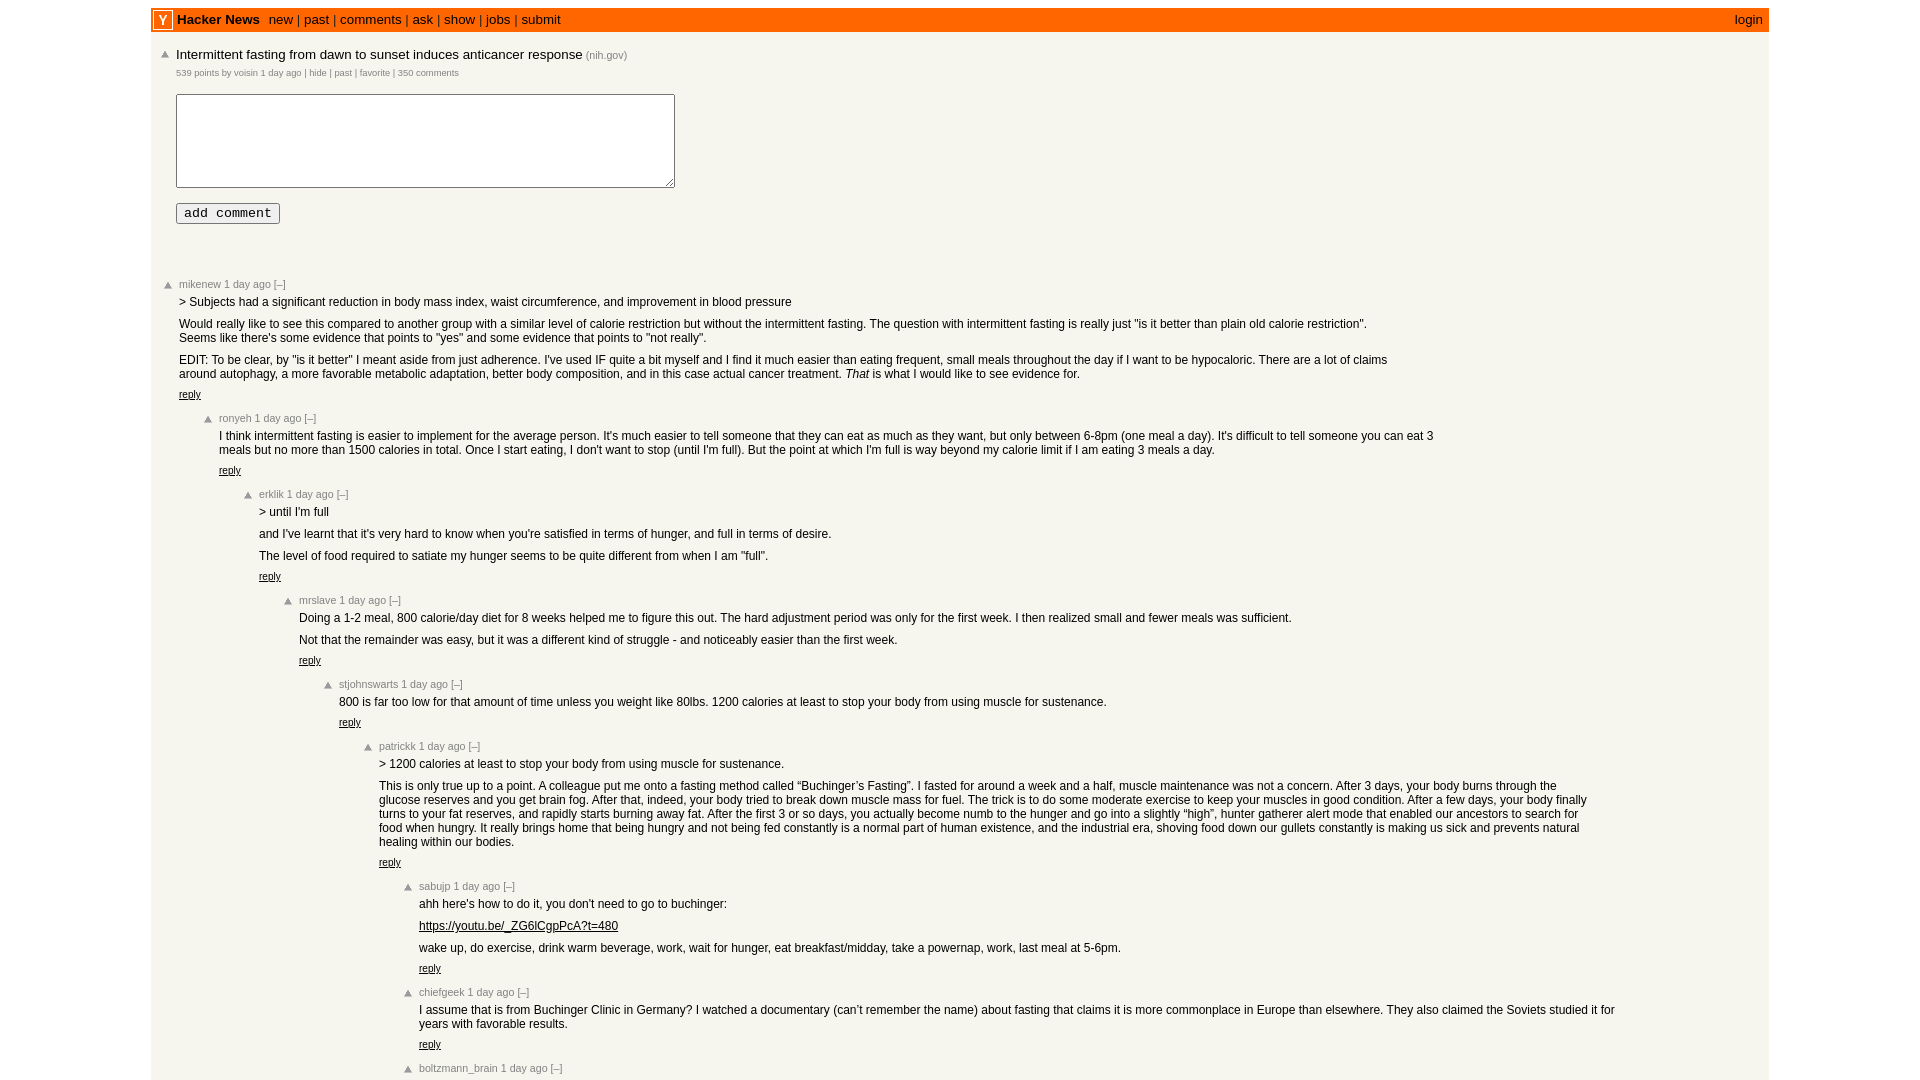 Y Hacker News new | past | comments | ask | show | jobs | submit login
Intermittent fasting from dawn to sunset induces anticancer response (nih.gov)
539 points by voisin 1 day ago | hide | past | favorite | 350 comments
add comment
mikenew 1 day ago [–]
> Subjects had a significant reduction in body mass index, waist circumference, and improvement in blood pressure
Would really like to see this compared to another group with a similar level of calorie restriction but without the intermittent fasting. The question with intermittent fasting is really just "is it better than plain old calorie restriction".
Seems like there's some evidence that points to "yes" and some evidence that points to "not really".
EDIT: To be clear, by "is it better" I meant aside from just adherence. I've used IF quite a bit myself and I find it much easier than eating frequent, small meals throughout the day if I want to be hypocaloric. There are a lot of claims
around autophagy, a more favorable metabolic adaptation, better body composition, and in this case actual cancer treatment. That is what I would like to see evidence for.
reply
ronyeh 1 day ago [–]
I think intermittent fasting is easier to implement for the average person. It's much easier to tell someone that they can eat as much as they want, but only between 6-8pm (one meal a day). It's difficult to tell someone you can eat 3
meals but no more than 1500 calories in total. Once I start eating, I don't want to stop (until I'm full). But the point at which I'm full is way beyond my calorie limit if I am eating 3 meals a day.
reply
erklik 1 day ago [–]
> until I'm full
and I've learnt that it's very hard to know when you're satisfied in terms of hunger, and full in terms of desire.
The level of food required to satiate my hunger seems to be quite different from when I am "full".
reply
mrslave 1 day ago [–]
Doing a 1-2 meal, 800 calorie/day diet for 8 weeks helped me to figure this out. The hard adjustment period was only for the first week. I then realized small and fewer meals was sufficient.
Not that the remainder was easy, but it was a different kind of struggle - and noticeably easier than the first week.
reply
stjohnswarts 1 day ago [–]
800 is far too low for that amount of time unless you weight like 80lbs. 1200 calories at least to stop your body from using muscle for sustenance.
reply
patrickk 1 day ago [–]
> 1200 calories at least to stop your body from using muscle for sustenance.
This is only true up to a point. A colleague put me onto a fasting method called “Buchinger’s Fasting”. I fasted for around a week and a half, muscle maintenance was not a concern. After 3 days, your body burns through the
glucose reserves and you get brain fog. After that, indeed, your body tried to break down muscle mass for fuel. The trick is to do some moderate exercise to keep your muscles in good condition. After a few days, your body finally
turns to your fat reserves, and rapidly starts burning away fat. After the first 3 or so days, you actually become numb to the hunger and go into a slightly “high”, hunter gatherer alert mode that enabled our ancestors to search for
food when hungry. It really brings home that being hungry and not being fed constantly is a normal part of human existence, and the industrial era, shoving food down our gullets constantly is making us sick and prevents natural
healing within our bodies.
reply
sabujp 1 day ago [–]
ahh here's how to do it, you don't need to go to buchinger:
https://youtu.be/_ZG6lCgpPcA?t=480
wake up, do exercise, drink warm beverage, work, wait for hunger, eat breakfast/midday, take a powernap, work, last meal at 5-6pm.
reply
chiefgeek 1 day ago [–]
I assume that is from Buchinger Clinic in Germany? I watched a documentary (can’t remember the name) about fasting that claims it is more commonplace in Europe than elsewhere. They also claimed the Soviets studied it for
years with favorable results.
reply
boltzmann_brain 1 day ago [–]